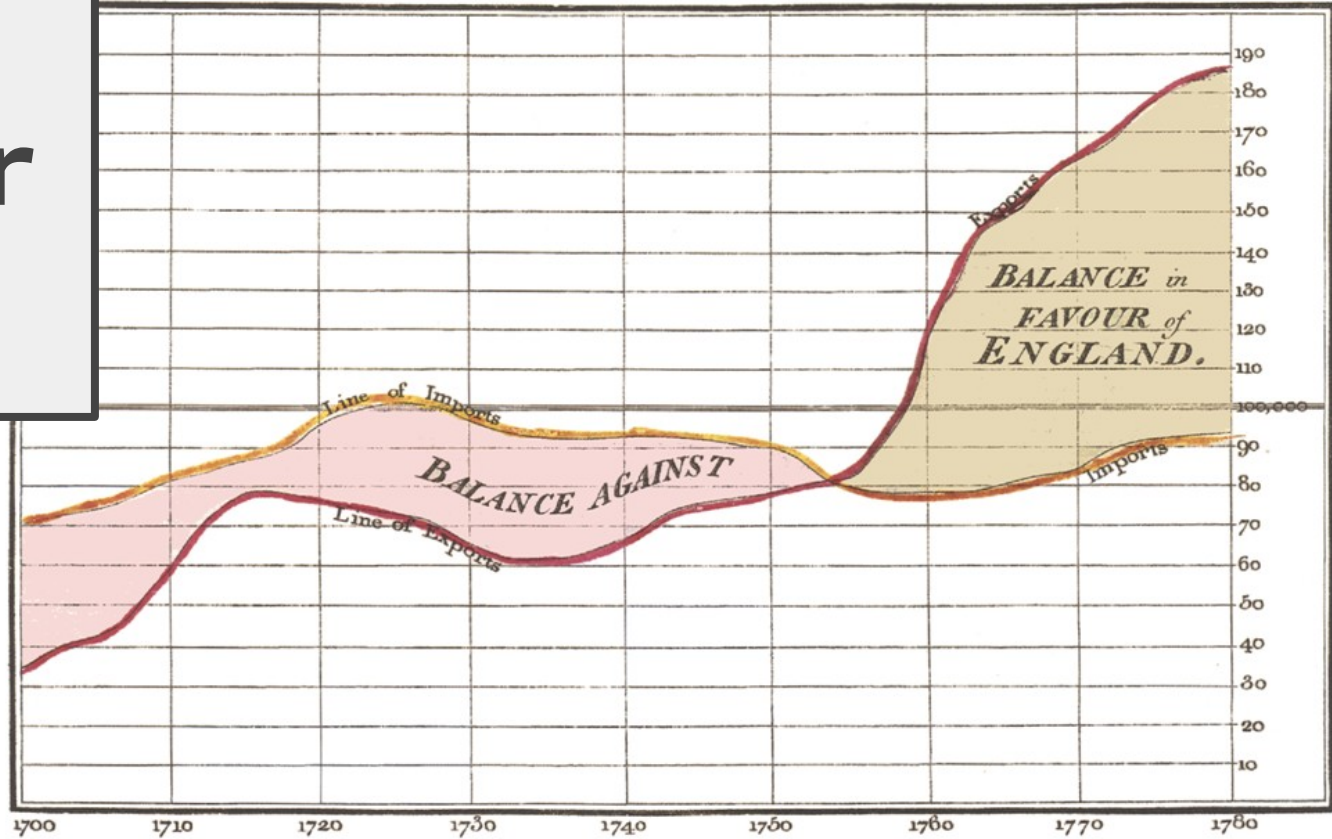 r
190
180
170
160
150
140
130
120
110
100,000
90
80
70
60
50
40
30
20
10
Exports
BALANCE in
FAVOUR of
ENGLAND.
Line of Imports
BALANCE AGAINST
Line of Exports
Imports
1700 1710 1720 1730 1740 1750 1760 1770 1780